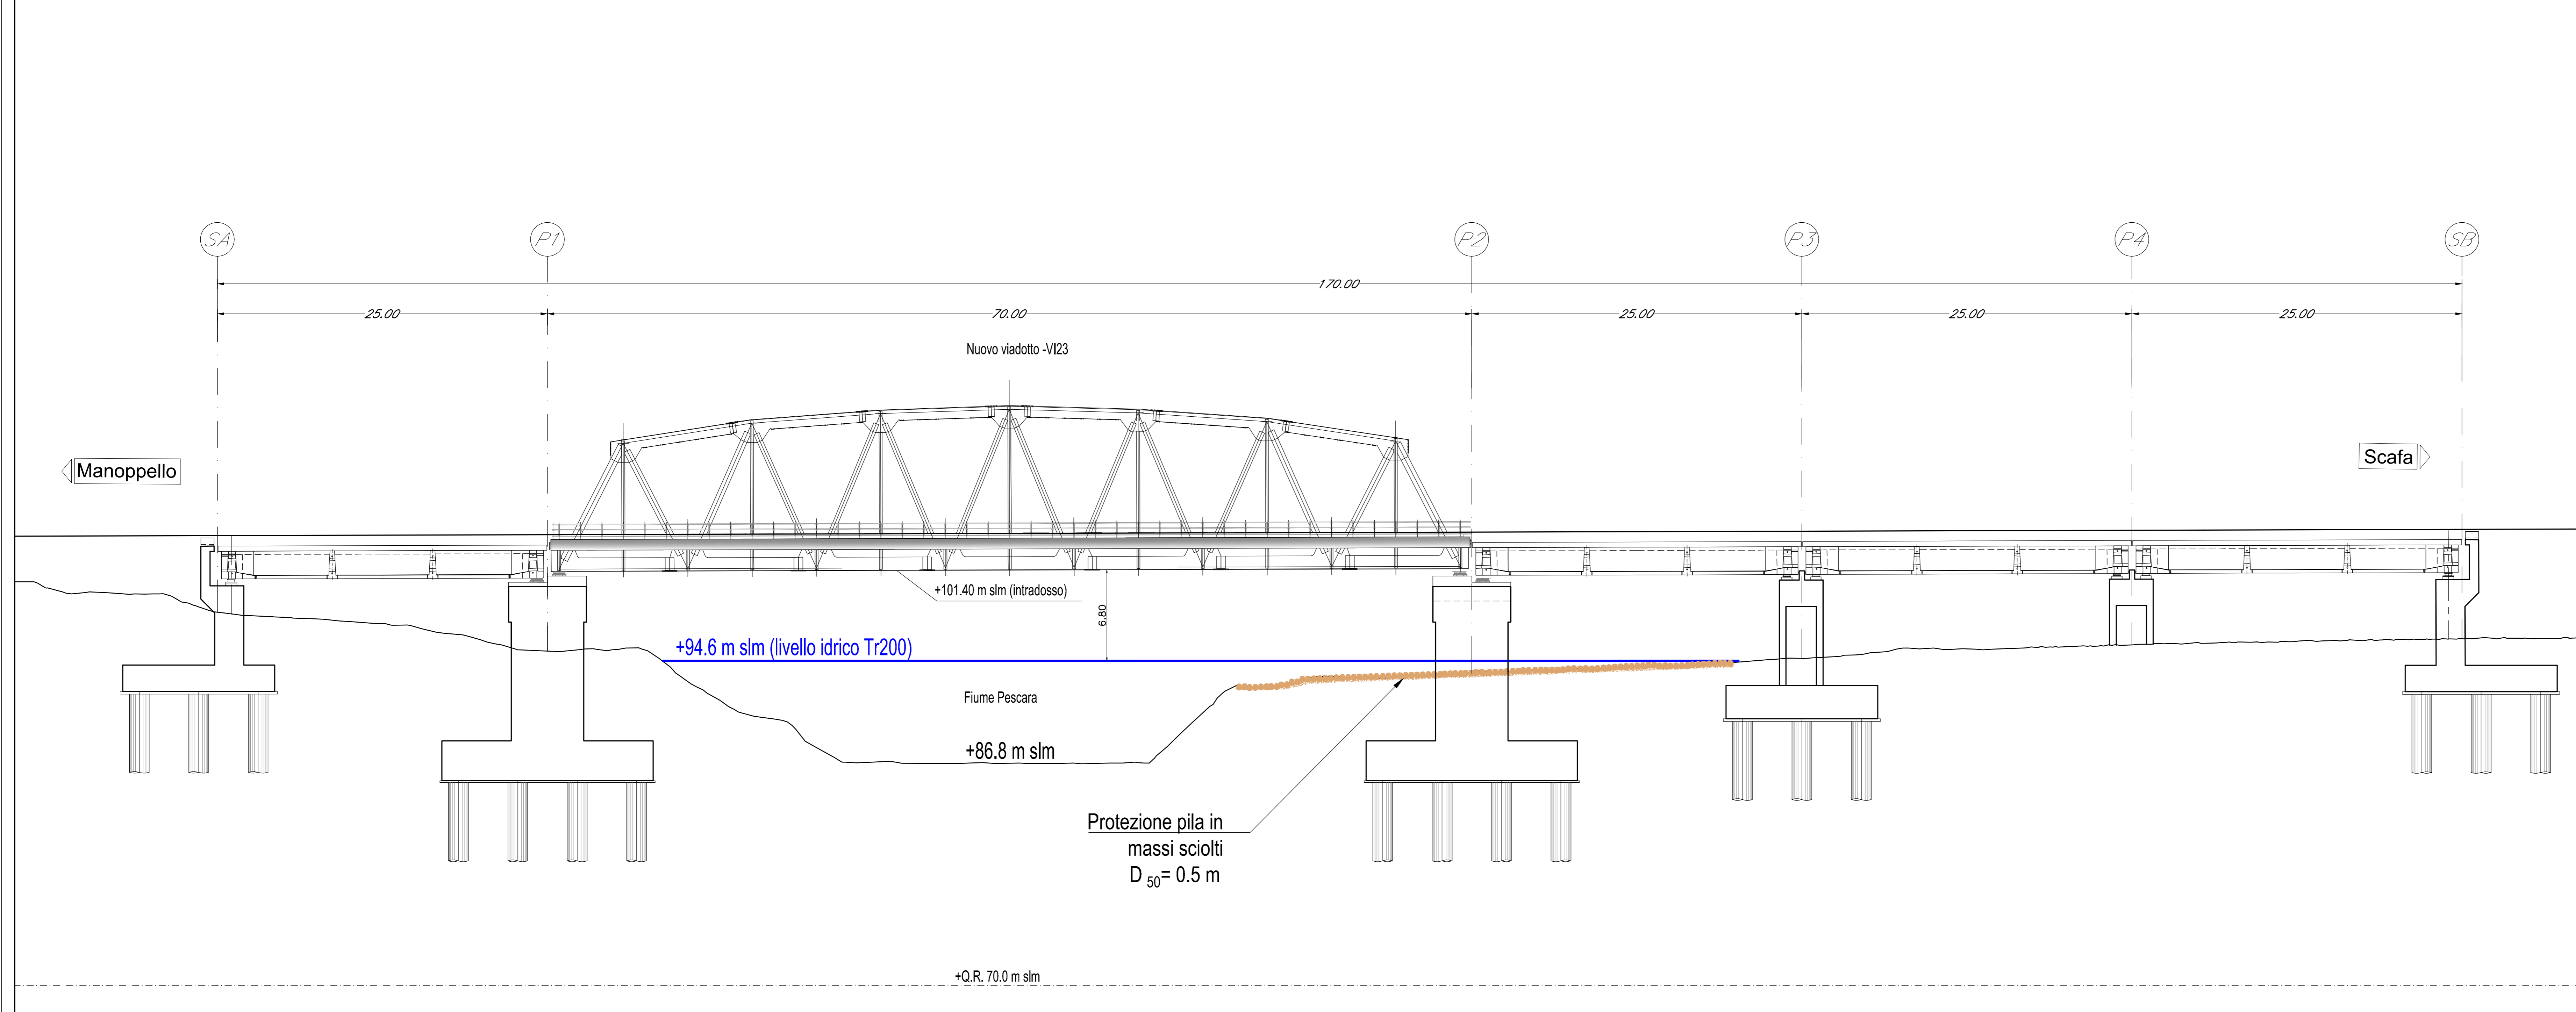 SA
P1
P2
P3
P4
SB
170.00
25.00
70.00
25.00
25.00
25.00
Nuovo viadotto -VI23
Manoppello
Scafa
+101.40 m slm (intradosso)
6.80
+94.6 m slm (livello idrico Tr200)
Fiume Pescara
+86.8 m slm
Protezione pila in
massi sciolti
D 50= 0.5 m
+Q.R. 70.0 m slm